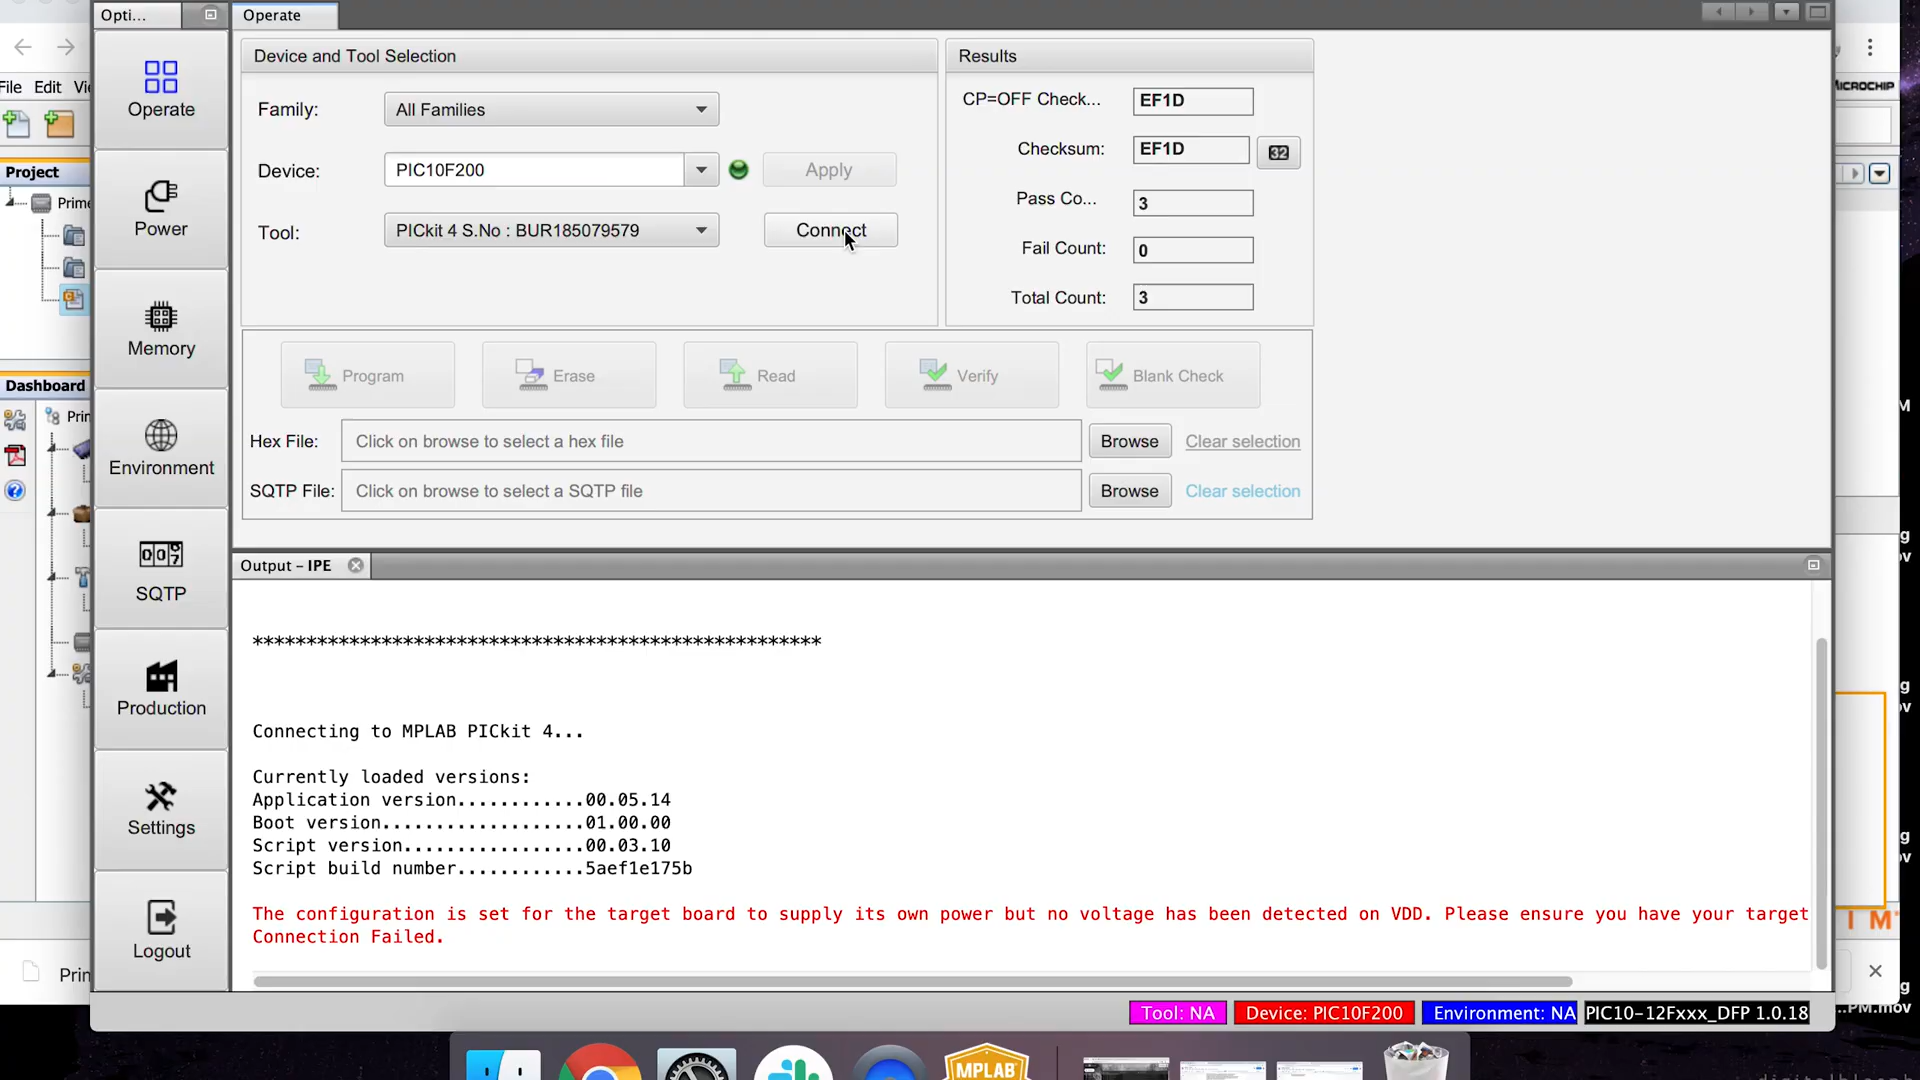 Opti...
Operate
File Edit Vi
MICROCHIP
Operate
Device and Tool Selection
Results
Family:
All Families
CP=OFF Check...
EF1D
Device:
PIC10F200
Apply
Checksum:
EF1D
32
Project
Prime
Power
Tool:
PICkit 4 S.No : BUR185079579
Connect
Pass Co...
3
Fail Count:
0
Total Count:
3
Memory
Program
Erase
Read
Verify
Blank Check
Dashboard
Prin
Hex File:
Click on browse to select a hex file
Browse
Clear selection
Environment
SQTP File:
Click on browse to select a SQTP file
Browse
Clear selection
Output – IPE
SQTP
*****************************************************
Production
Connecting to MPLAB PICkit 4...
Currently loaded versions:
Application version............00.05.14
Boot version...................01.00.00
Script version.................00.03.10
Script build number............5aef1e175b
Settings
The configuration is set for the target board to supply its own power but no voltage has been detected on VDD. Please ensure you have your target
Connection Failed.
Logout
Prin
Tool: NA
Device: PIC10F200
Environment: NA
PIC10-12Fxxx_DFP 1.0.18
PM.mov
MPLAB